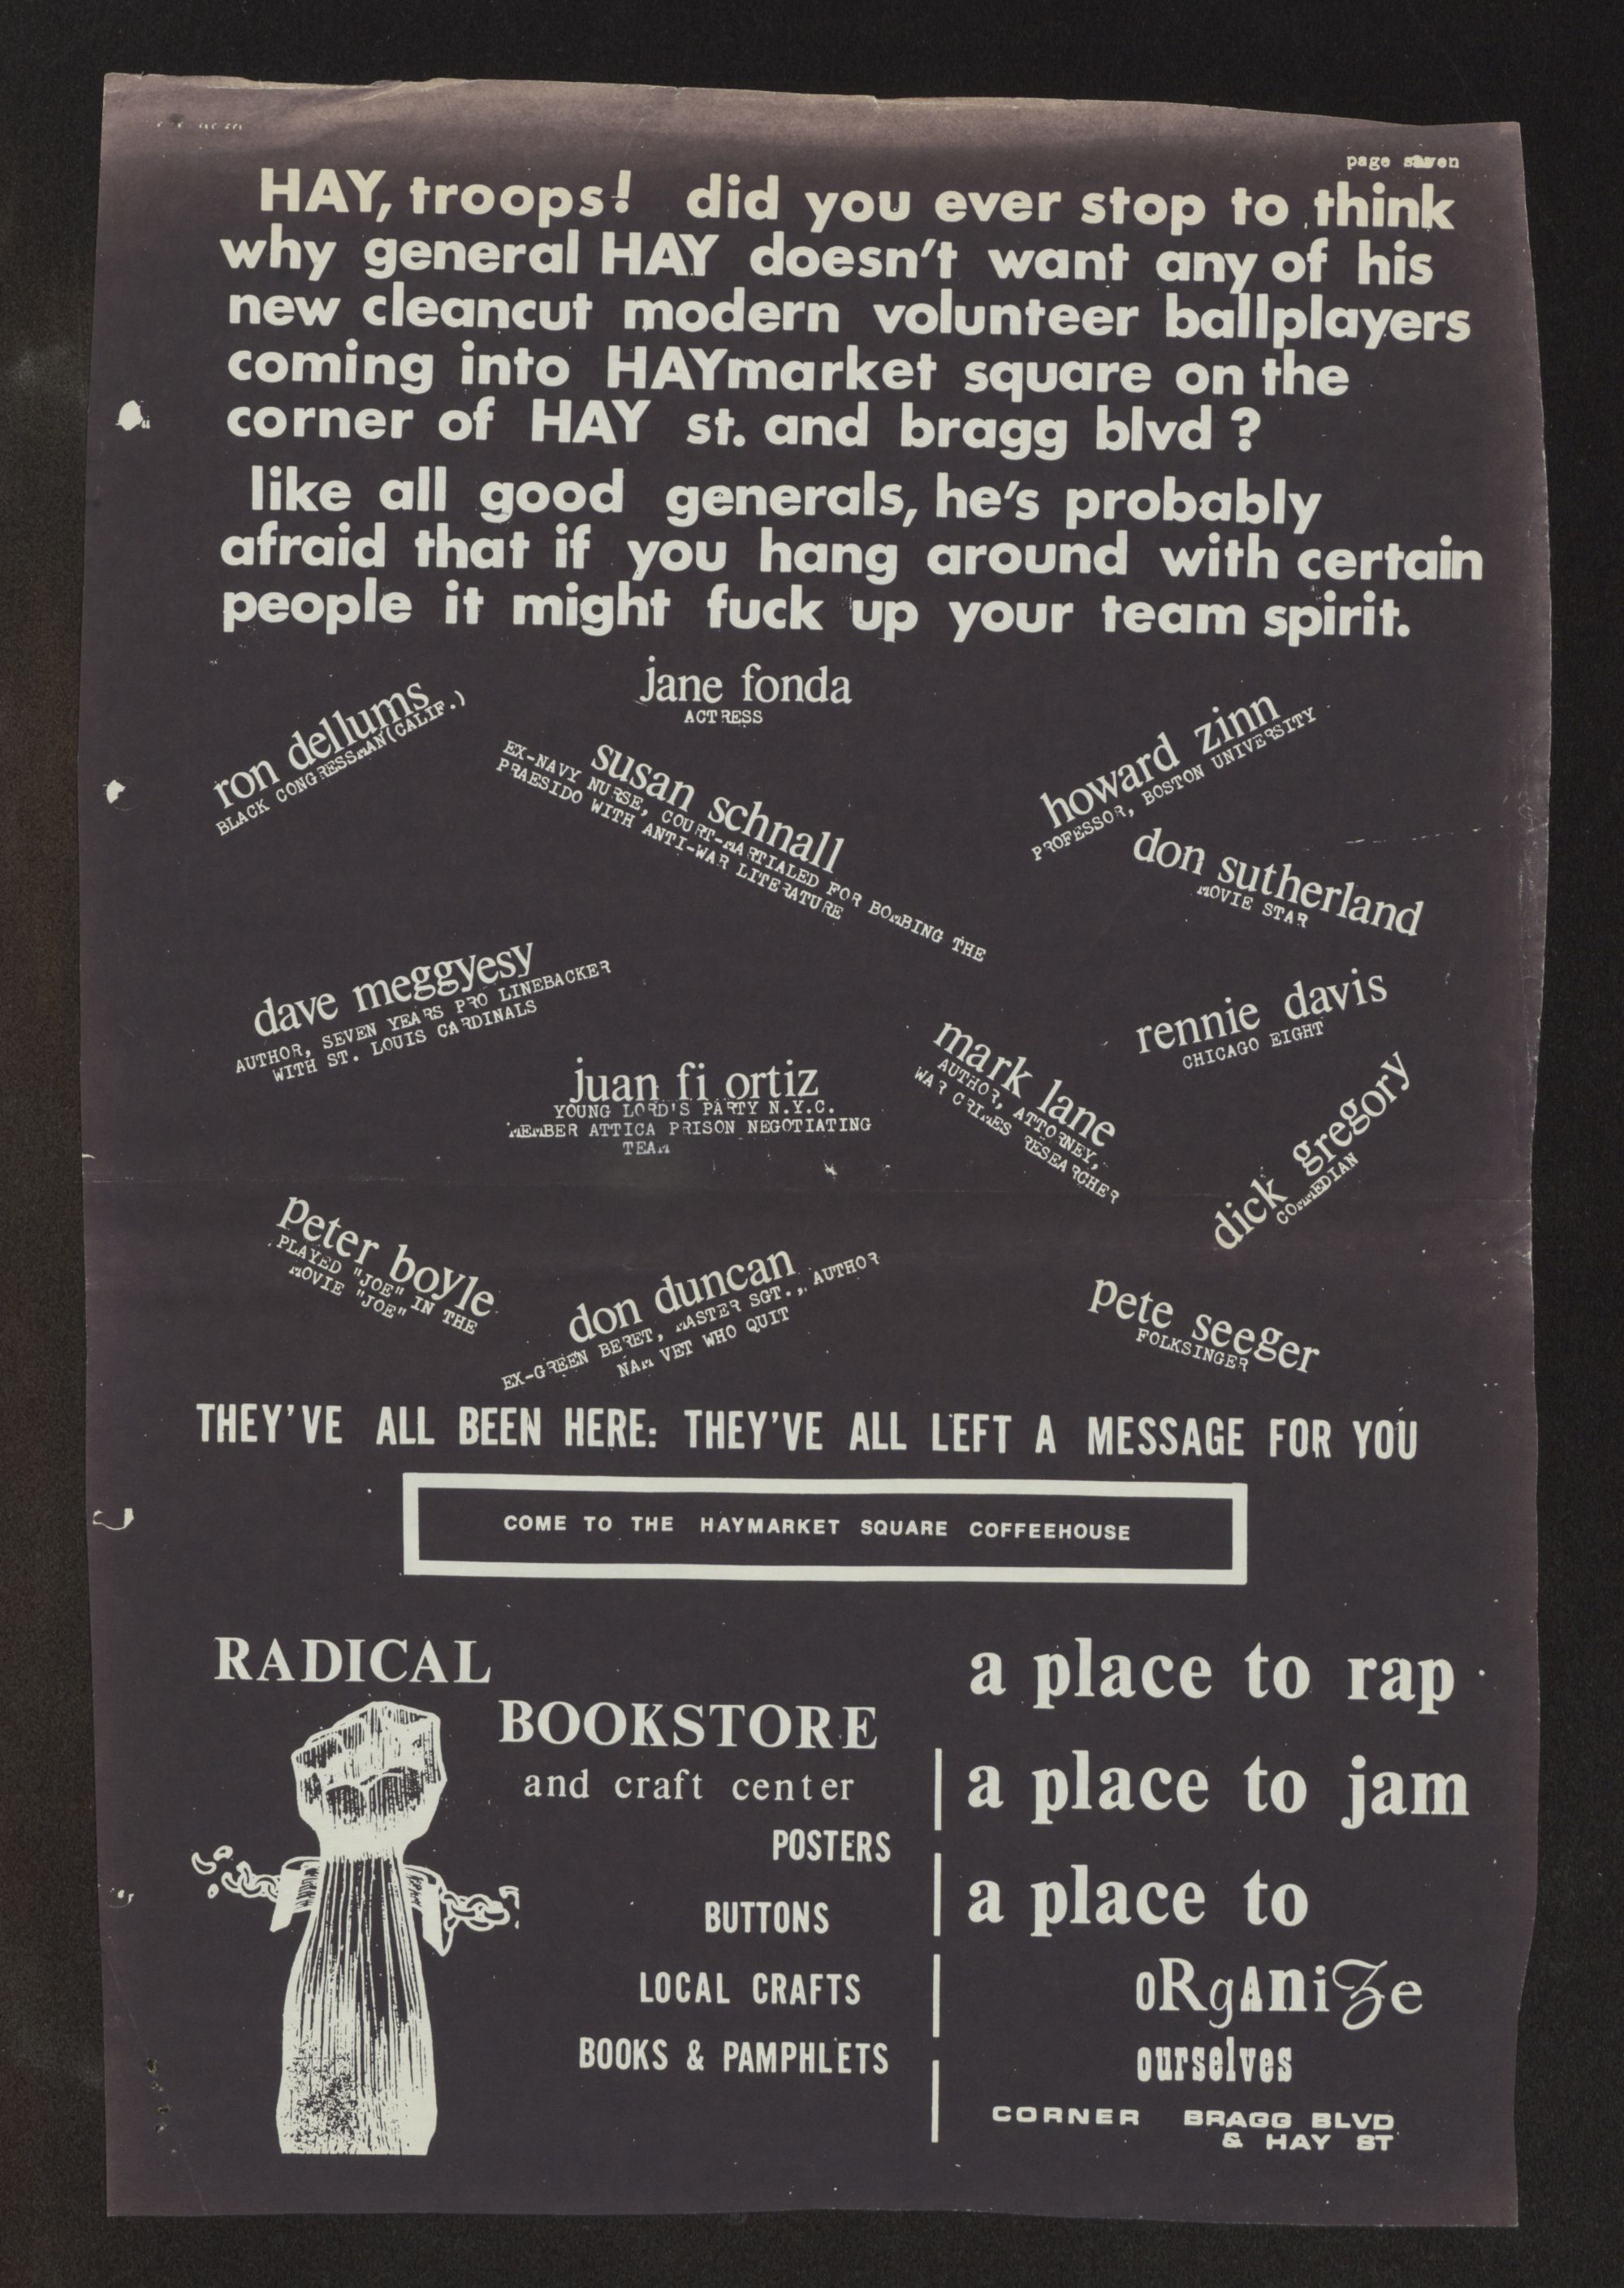 page seven
HAY, troops! did you ever stop to think
why general HAY doesn't want any of his
new cleancut modern volunteer ballplayers
coming into HAYmarket square on the
corner of HAY st. and bragg blvd ?
like all good generals, he's probably
afraid that if you hang around with certain
people it might fuck up your team spirit.
jane fonda
ACTRESS
ron dellums
BLACK CONGRESSMAN(CALIF.)
susan schnall
EX-NAVY NURSE, COURT-MARTIALED FOR BOMBING THE
PRAESIDO WITH ANTI-WAR LITERATURE
howard zinn
PROFESSOR, BOSTON UNIVERSITY
don sutherland
MOVIE STAR
dave meggyesy
AUTHOR, SEVEN YEARS PRO LINEBACKER
WITH ST. LOUIS CARDINALS
rennie davis
CHICAGO EIGHT
mark lane
AUTHOR, ATTORNEY,
WAR CRIMES RESEARCHER
juan fi ortiz
YOUNG LORD'S PARTY N.Y.C.
MEMBER ATTICA PRISON NEGOTIATING
TEAM
dick gregory
COMMEDIAN
peter boyle
PLAYED "JOE" IN THE
MOVIE "JOE"
don duncan
EX-GREEN BERET, MASTER SGT., AUTHOR
NAM VET WHO QUIT
pete seeger
FOLKSINGER
THEY'VE ALL BEEN HERE: THEY'VE ALL LEFT A MESSAGE FOR YOU
COME TO THE HAYMARKET SQUARE COFFEEHOUSE
RADICAL
BOOKSTORE
and craft center
POSTERS
BUTTONS
LOCAL CRAFTS
BOOKS & PAMPHLETS
a place to rap
a place to jam
a place to
oRgAniZe
ourselves
CORNER BRAGG BLVD
& HAY ST